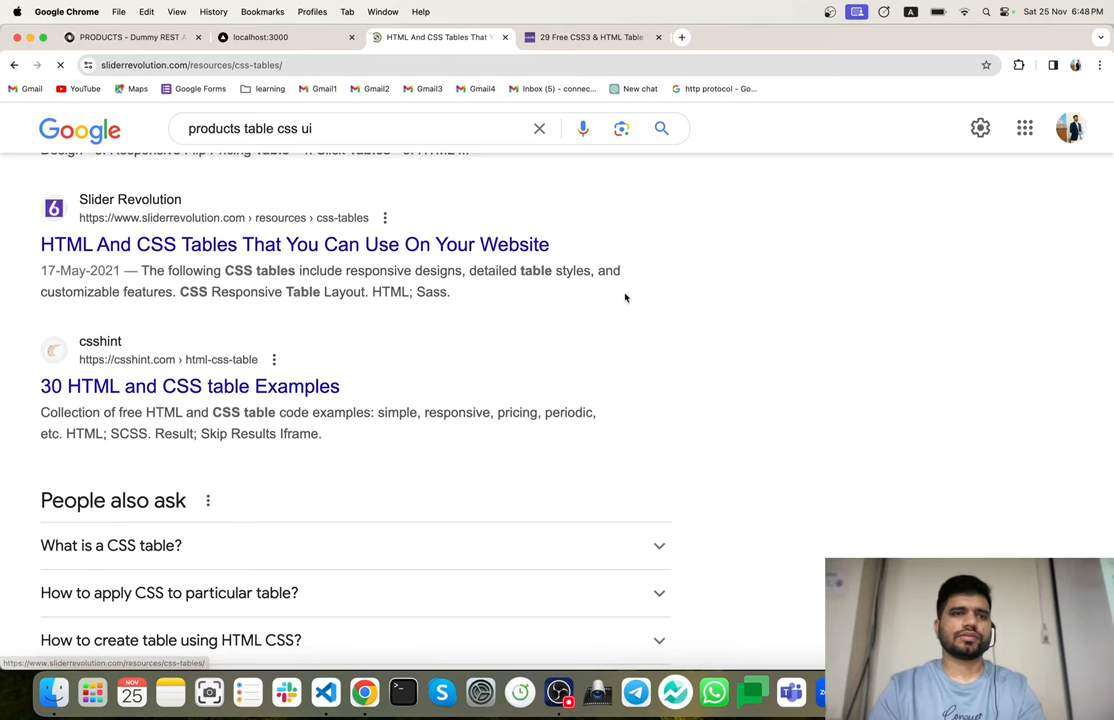 Google Chrome File Edit View History Bookmarks Profiles Tab Window Help
A Sat 25 Nov 6:48 PM
PRODUCTS - Dummy REST A
localhost:3000
HTML And CSS Tables That Y
29 Free CSS3 & HTML Table
sliderrevolution.com/resources/css-tables/
Gmail YouTube Maps Google Forms learning Gmail1 Gmail2 Gmail3 Gmail4 Inbox (5) - connec... New chat http protocol - Go...
Google products table css ui
Slider Revolution
https://www.sliderrevolution.com › resources › css-tables
HTML And CSS Tables That You Can Use On Your Website
17-May-2021 — The following CSS tables include responsive designs, detailed table styles, and
customizable features. CSS Responsive Table Layout. HTML; Sass.
csshint
https://csshint.com › html-css-table
30 HTML and CSS table Examples
Collection of free HTML and CSS table code examples: simple, responsive, pricing, periodic,
etc. HTML; SCSS. Result; Skip Results Iframe.
People also ask
What is a CSS table?
How to apply CSS to particular table?
How to create table using HTML CSS?
https://www.sliderrevolution.com/resources/css-tables/
NOV
25